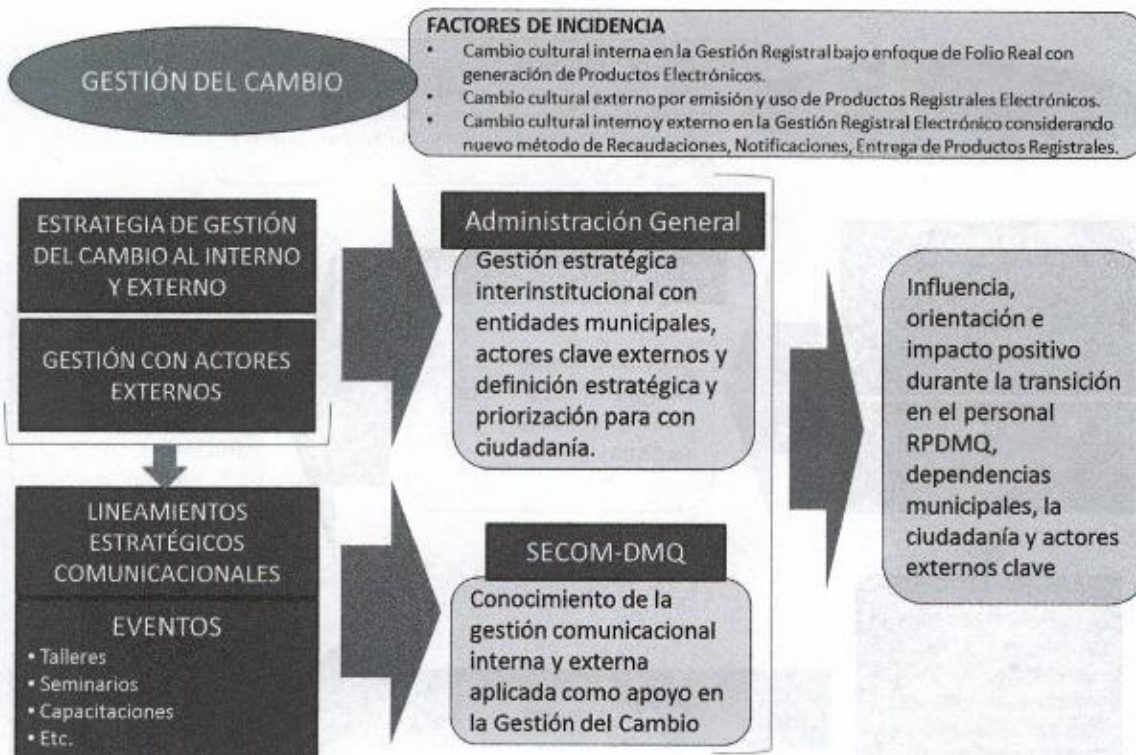 GESTIÓN DEL CAMBIO
FACTORES DE INCIDENCIA
• Cambio cultural interna en la Gestión Registral bajo enfoque de Folio Real con
generación de Productos Electrónicos.
• Cambio cultural externo por emisión y uso de Productos Registrales Electrónicos.
• Cambio cultural interno y externo en la Gestión Registral Electrónico considerando
nuevo método de Recaudaciones, Notificaciones, Entrega de Productos Registrales.
ESTRATEGIA DE GESTIÓN
DEL CAMBIO AL INTERNO
Y EXTERNO
GESTIÓN CON ACTORES
EXTERNOS
LINEAMIENTOS
ESTRATÉGICOS
COMUNICACIONALES
EVENTOS
• Talleres
• Seminarios
• Capacitaciones
• Etc.
Administración General
Gestión estratégica
interinstitucional con
entidades municipales,
actores clave externos y
definición estratégica y
priorización para con
ciudadanía.
SECOM-DMQ
Conocimiento de la
gestión comunicacional
interna y externa
aplicada como apoyo en
la Gestión del Cambio
Influencia,
orientación e
impacto positivo
durante la transición
en el personal
RPDMQ,
dependencias
municipales, la
ciudadanía y actores
externos clave